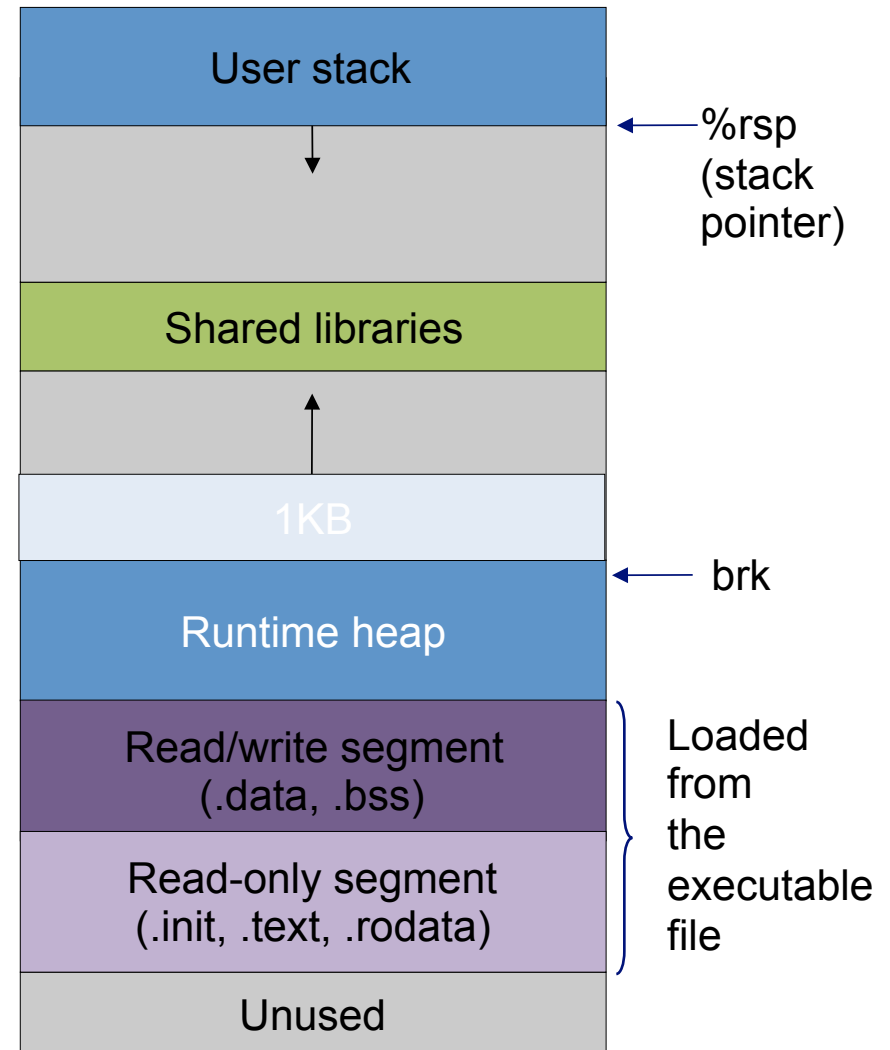 User stack
%rsp
(stack
pointer)
Shared libraries
1KB
brk
Runtime heap
Read/write segment
(.data, .bss)
Loaded
from
the
executable
file
Read-only segment
(.init, .text, .rodata)
Unused